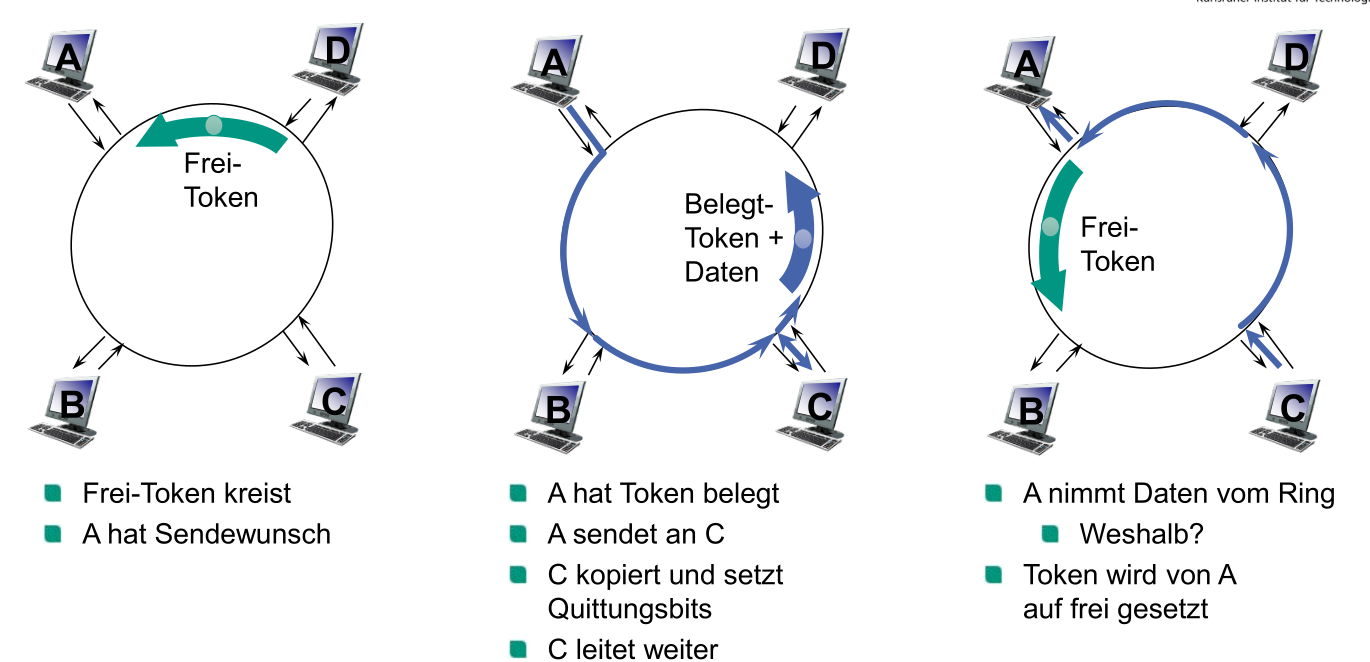 Karlsruher Institut für Technologie
A
D
Frei-
Token
B
C
Frei-Token kreist
A hat Sendewunsch
A
D
Belegt-
Token +
Daten
B
C
A hat Token belegt
A sendet an C
C kopiert und setzt
Quittungsbits
C leitet weiter
A
D
Frei-
Token
B
C
A nimmt Daten vom Ring
Weshalb?
Token wird von A
auf frei gesetzt